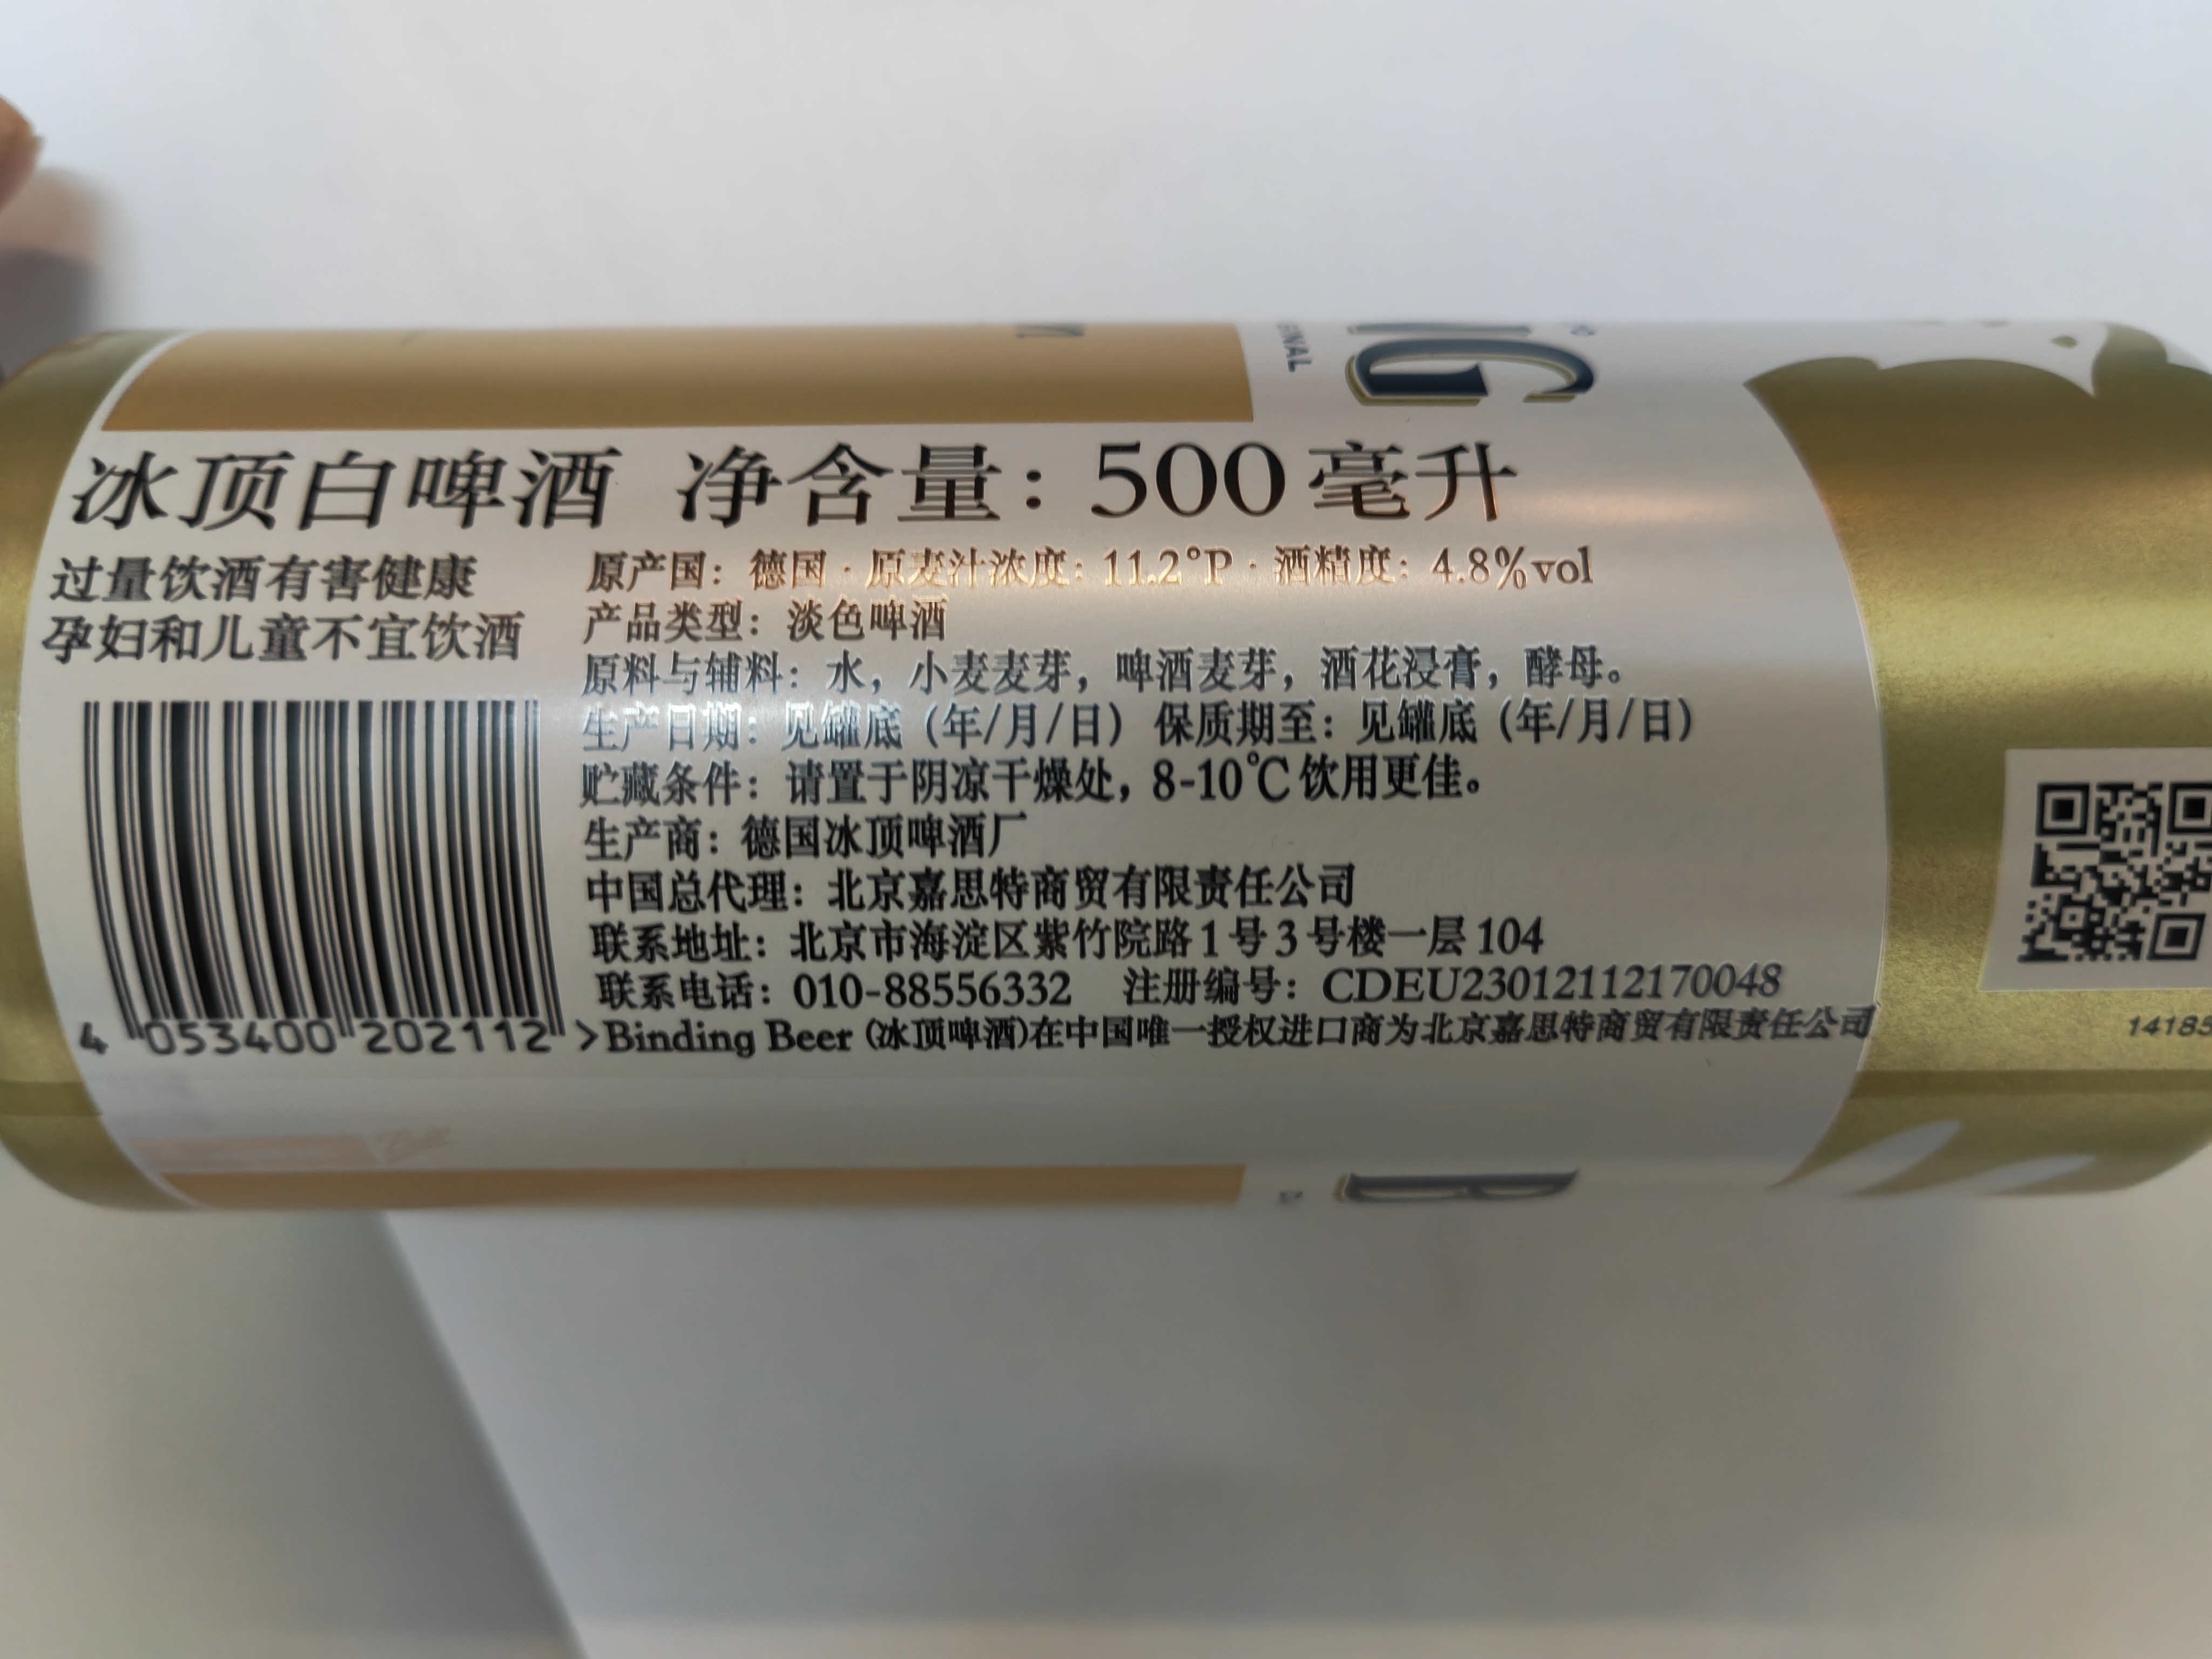 冰顶白啤酒 净含量：500毫升
过量饮酒有害健康
孕妇和儿童不宜饮酒
原产国：德国·原麦汁浓度：11.2°P·酒精度：4.8%vol
产品类型：淡色啤酒
原料与辅料：水，小麦麦芽，啤酒麦芽，酒花浸膏，酵母。
生产日期：见罐底（年/月/日）保质期至：见罐底（年/月/日）
贮藏条件：请置于阴凉干燥处，8-10℃饮用更佳。
生产商：德国冰顶啤酒厂
中国总代理：北京嘉思特商贸有限责任公司
联系地址：北京市海淀区紫竹院路1号3号楼一层104
联系电话：010-88556332 注册编号：CDEU23012112170048
Binding Beer (冰顶啤酒)在中国唯一授权进口商为北京嘉思特商贸有限责任公司
4 053400 202112 >